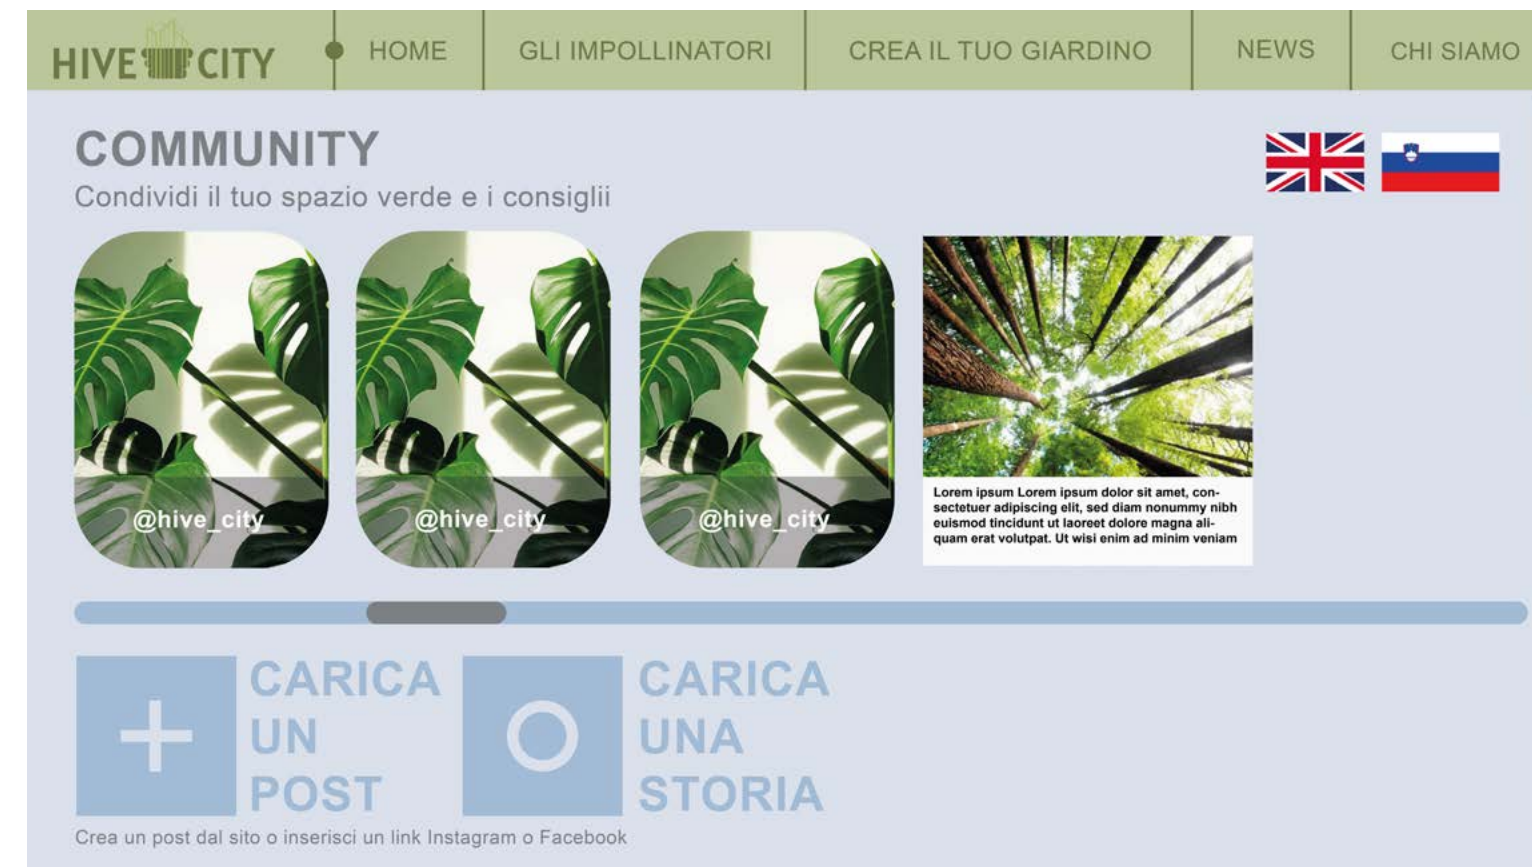 HIVE CITY
HOME
GLI IMPOLLINATORI
CREA IL TUO GIARDINO
NEWS
CHI SIAMO
COMMUNITY
Condividi il tuo spazio verde e i consiglii
@hive_city
@hive_city
@hive_city
Lorem ipsum Lorem ipsum dolor sit amet, con-
sectetuer adipiscing elit, sed diam nonummy nibh
euismod tincidunt ut laoreet dolore magna ali-
quam erat volutpat. Ut wisi enim ad minim veniam
CARICA
UN
POST
CARICA
UNA
STORIA
Crea un post dal sito o inserisci un link Instagram o Facebook